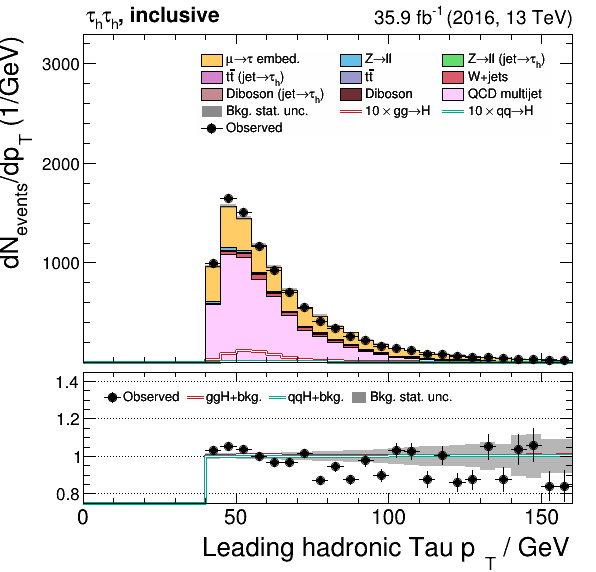 τhτh, inclusive
35.9 fb-1 (2016, 13 TeV)
dNevents/dpT (1/GeV)
3000
2000
1000
μ→τ embed.
Z→ll
Z→ll (jet→τh)
tt̄ (jet→τh)
tt̄
W+jets
Diboson (jet→τh)
Diboson
QCD multijet
Bkg. stat. unc.
10 × gg→H
10 × qq→H
Observed
1.4
1.2
1
0.8
Observed
ggH+bkg.
qqH+bkg.
Bkg. stat. unc.
0
50
100
150
Leading hadronic Tau p T / GeV